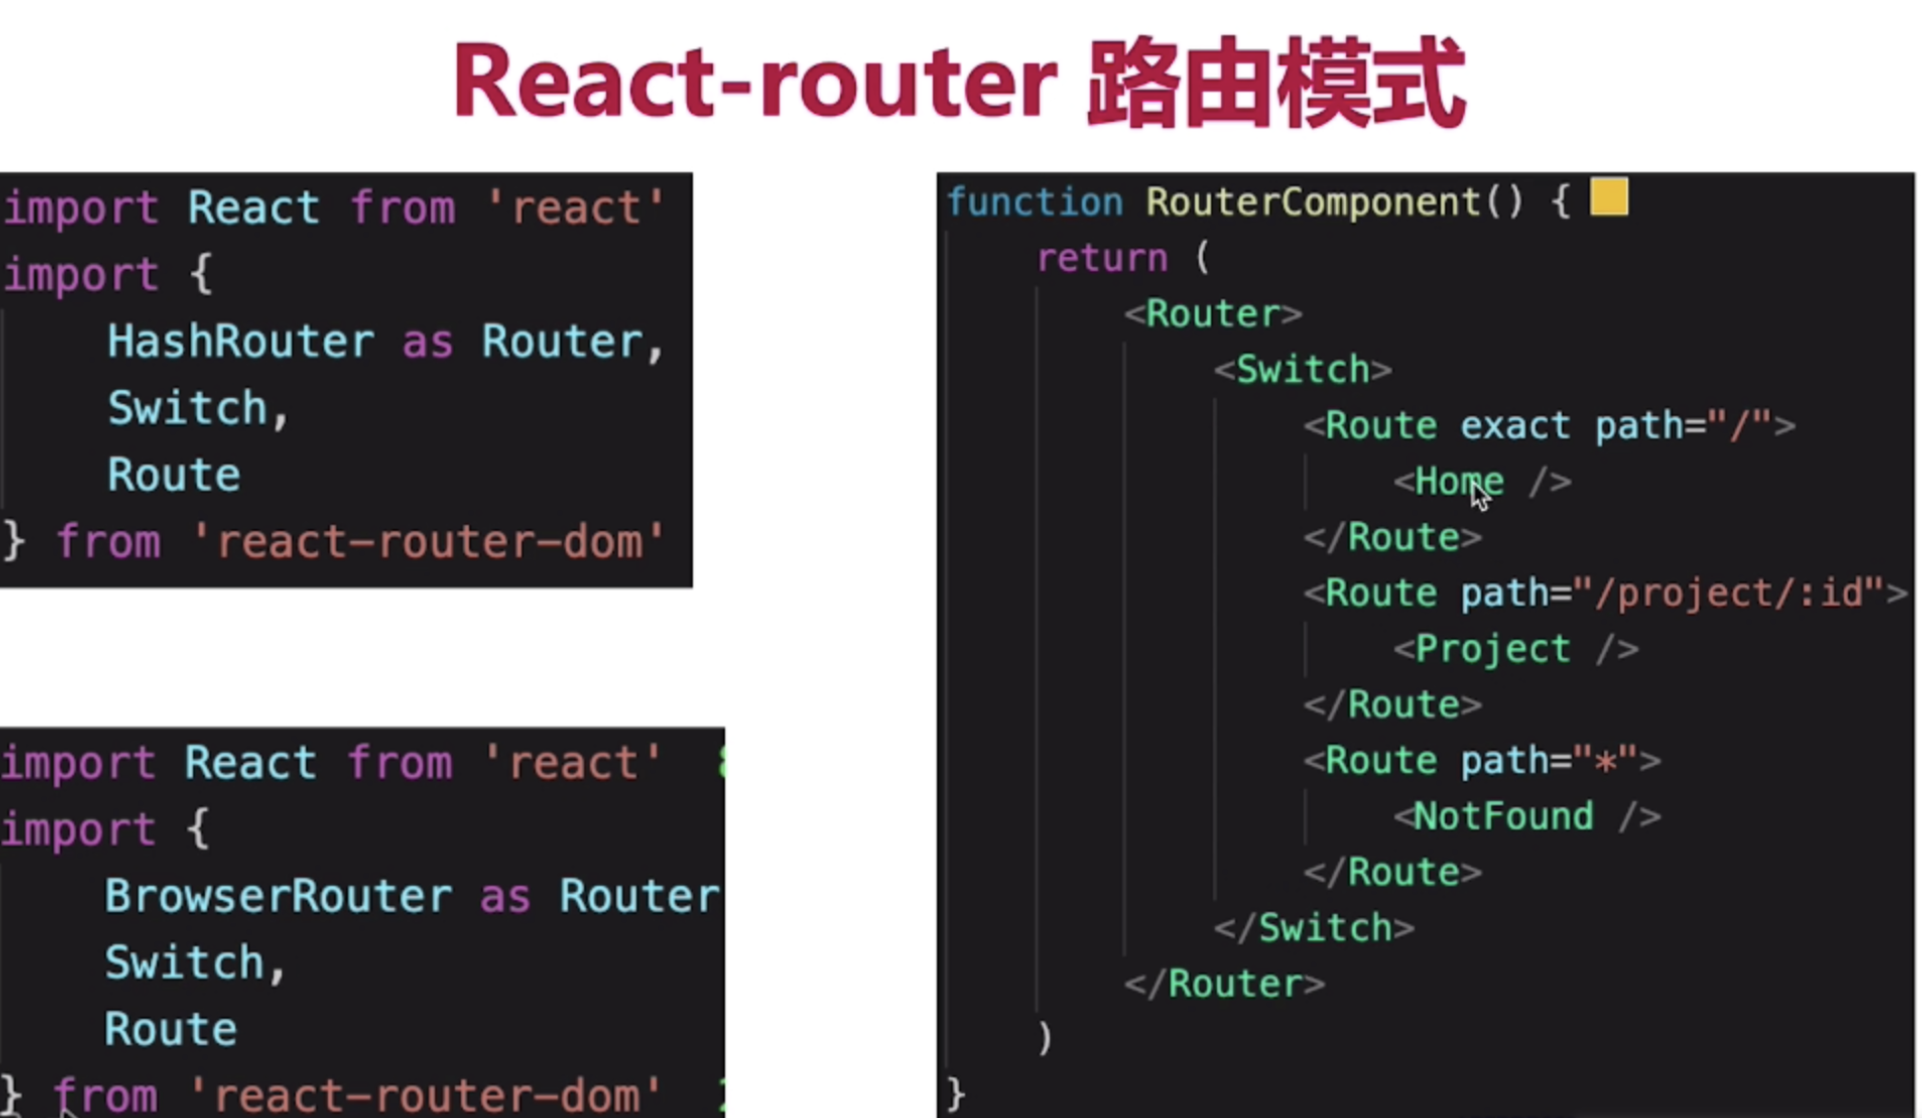 React-router 路由模式
import React from 'react'
import {
    HashRouter as Router,
    Switch,
    Route
} from 'react-router-dom'
import React from 'react'
import {
    BrowserRouter as Router
    Switch,
    Route
} from 'react-router-dom'
function RouterComponent() {
    return (
        <Router>
            <Switch>
                <Route exact path="/">
                    <Home />
                </Route>
                <Route path="/project/:id">
                    <Project />
                </Route>
                <Route path="*">
                    <NotFound />
                </Route>
            </Switch>
        </Router>
    )
}